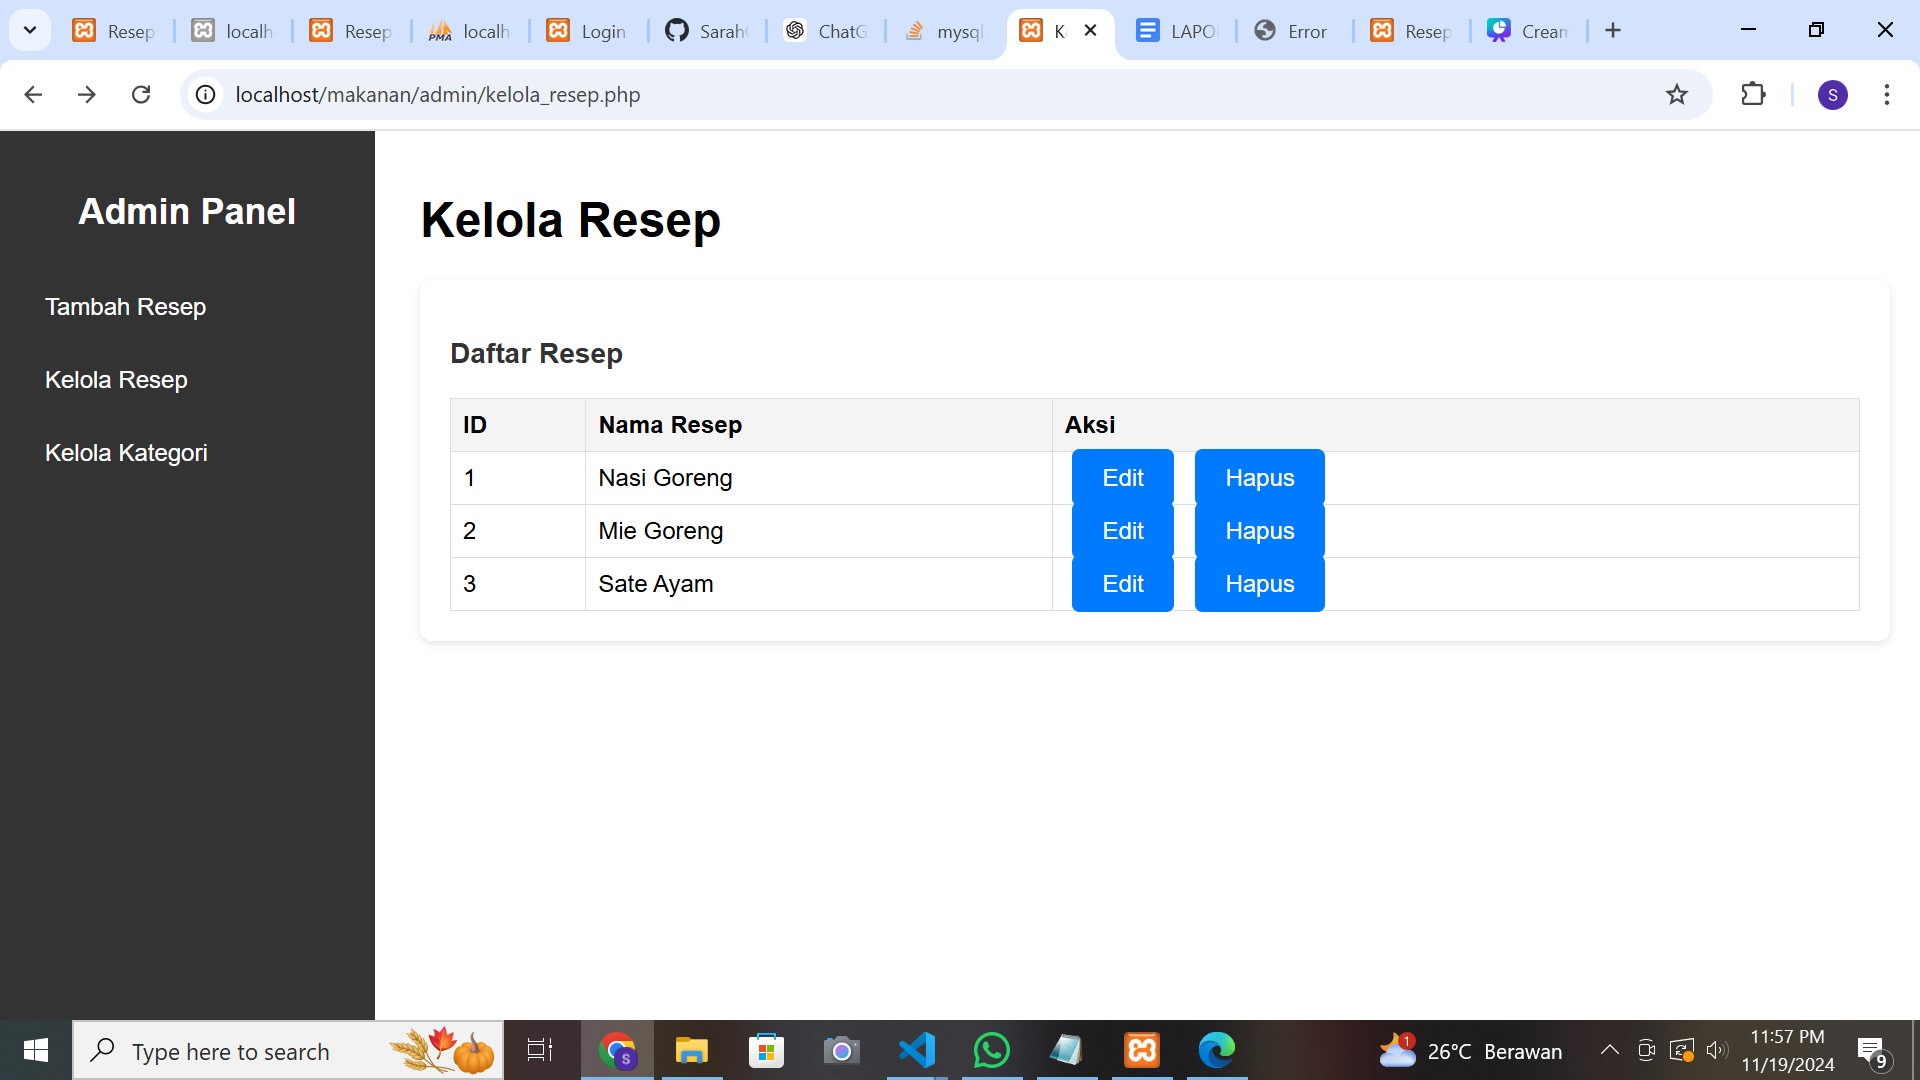 Resep localh Resep localh Login Sarah ChatG mysql K LAPO Error Resep Cream
localhost/makanan/admin/kelola_resep.php S
Admin Panel
Tambah Resep
Kelola Resep
Kelola Kategori
Kelola Resep
Daftar Resep
ID Nama Resep Aksi
1 Nasi Goreng Edit Hapus
2 Mie Goreng Edit Hapus
3 Sate Ayam Edit Hapus
Type here to search
1 26°C Berawan
11:57 PM
11/19/2024
9